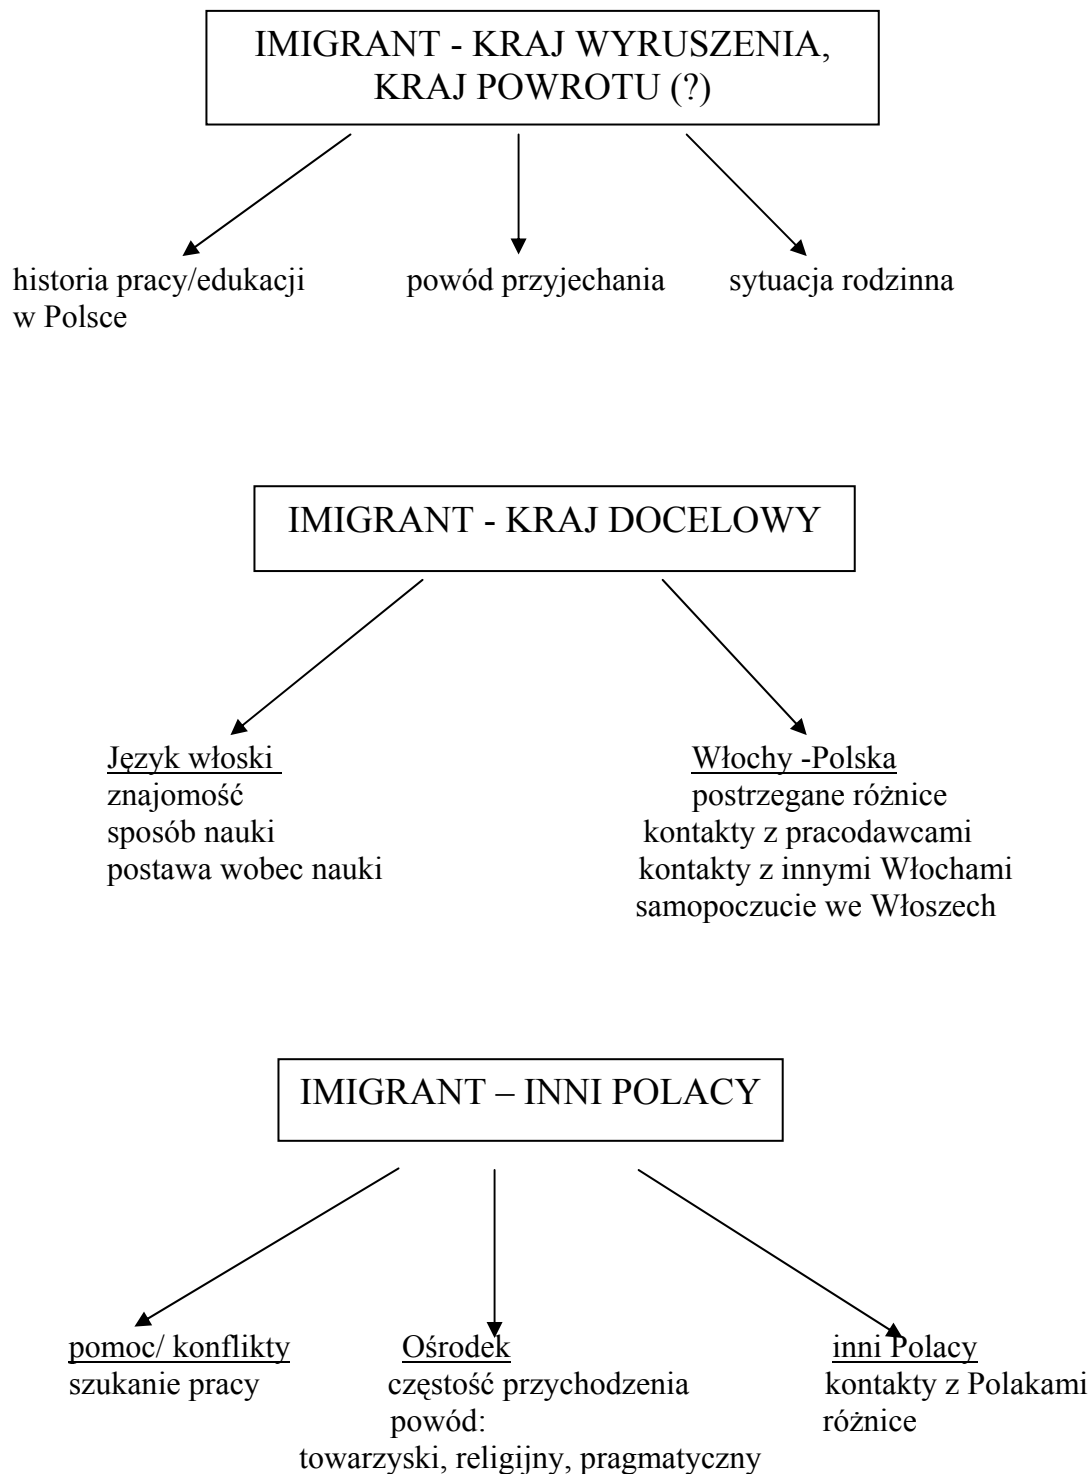 IMIGRANT - KRAJ WYRUSZENIA,
KRAJ POWROTU (?)
historia pracy/edukacji
w Polsce
powód przyjechania
sytuacja rodzinna
IMIGRANT - KRAJ DOCELOWY
Język włoski
znajomość
sposób nauki
postawa wobec nauki
Włochy -Polska
postrzegane różnice
kontakty z pracodawcami
kontakty z innymi Włochami
samopoczucie we Włoszech
IMIGRANT – INNI POLACY
pomoc/ konflikty
szukanie pracy
Ośrodek
częstość przychodzenia
powód:
towarzyski, religijny, pragmatyczny
inni Polacy
kontakty z Polakami
różnice